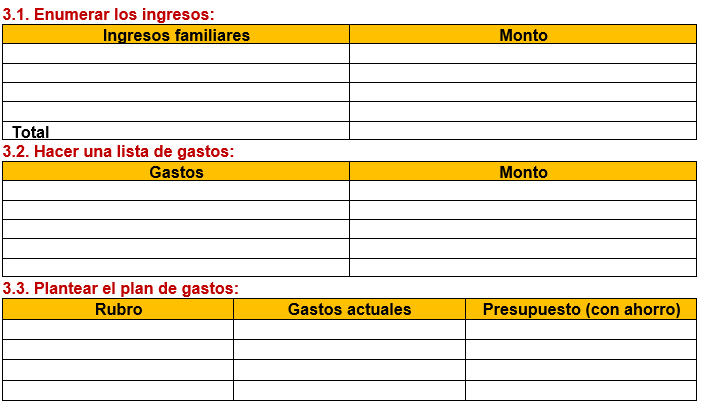 3.1. Enumerar los ingresos:
Ingresos familiares Monto
Total
3.2. Hacer una lista de gastos:
Gastos Monto
3.3. Plantear el plan de gastos:
Rubro Gastos actuales Presupuesto (con ahorro)